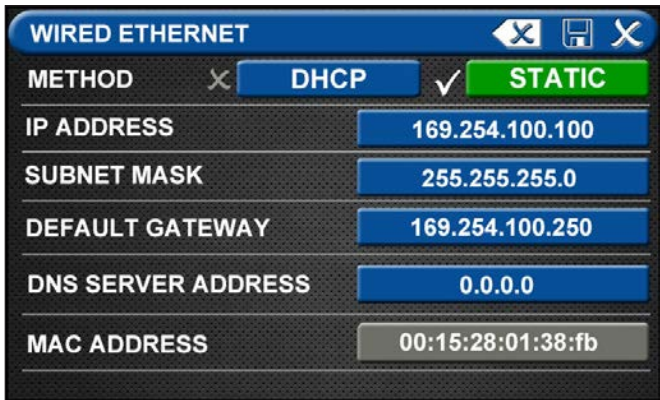 WIRED ETHERNET
METHOD DHCP STATIC
IP ADDRESS 169.254.100.100
SUBNET MASK 255.255.255.0
DEFAULT GATEWAY 169.254.100.250
DNS SERVER ADDRESS 0.0.0.0
MAC ADDRESS 00:15:28:01:38:fb